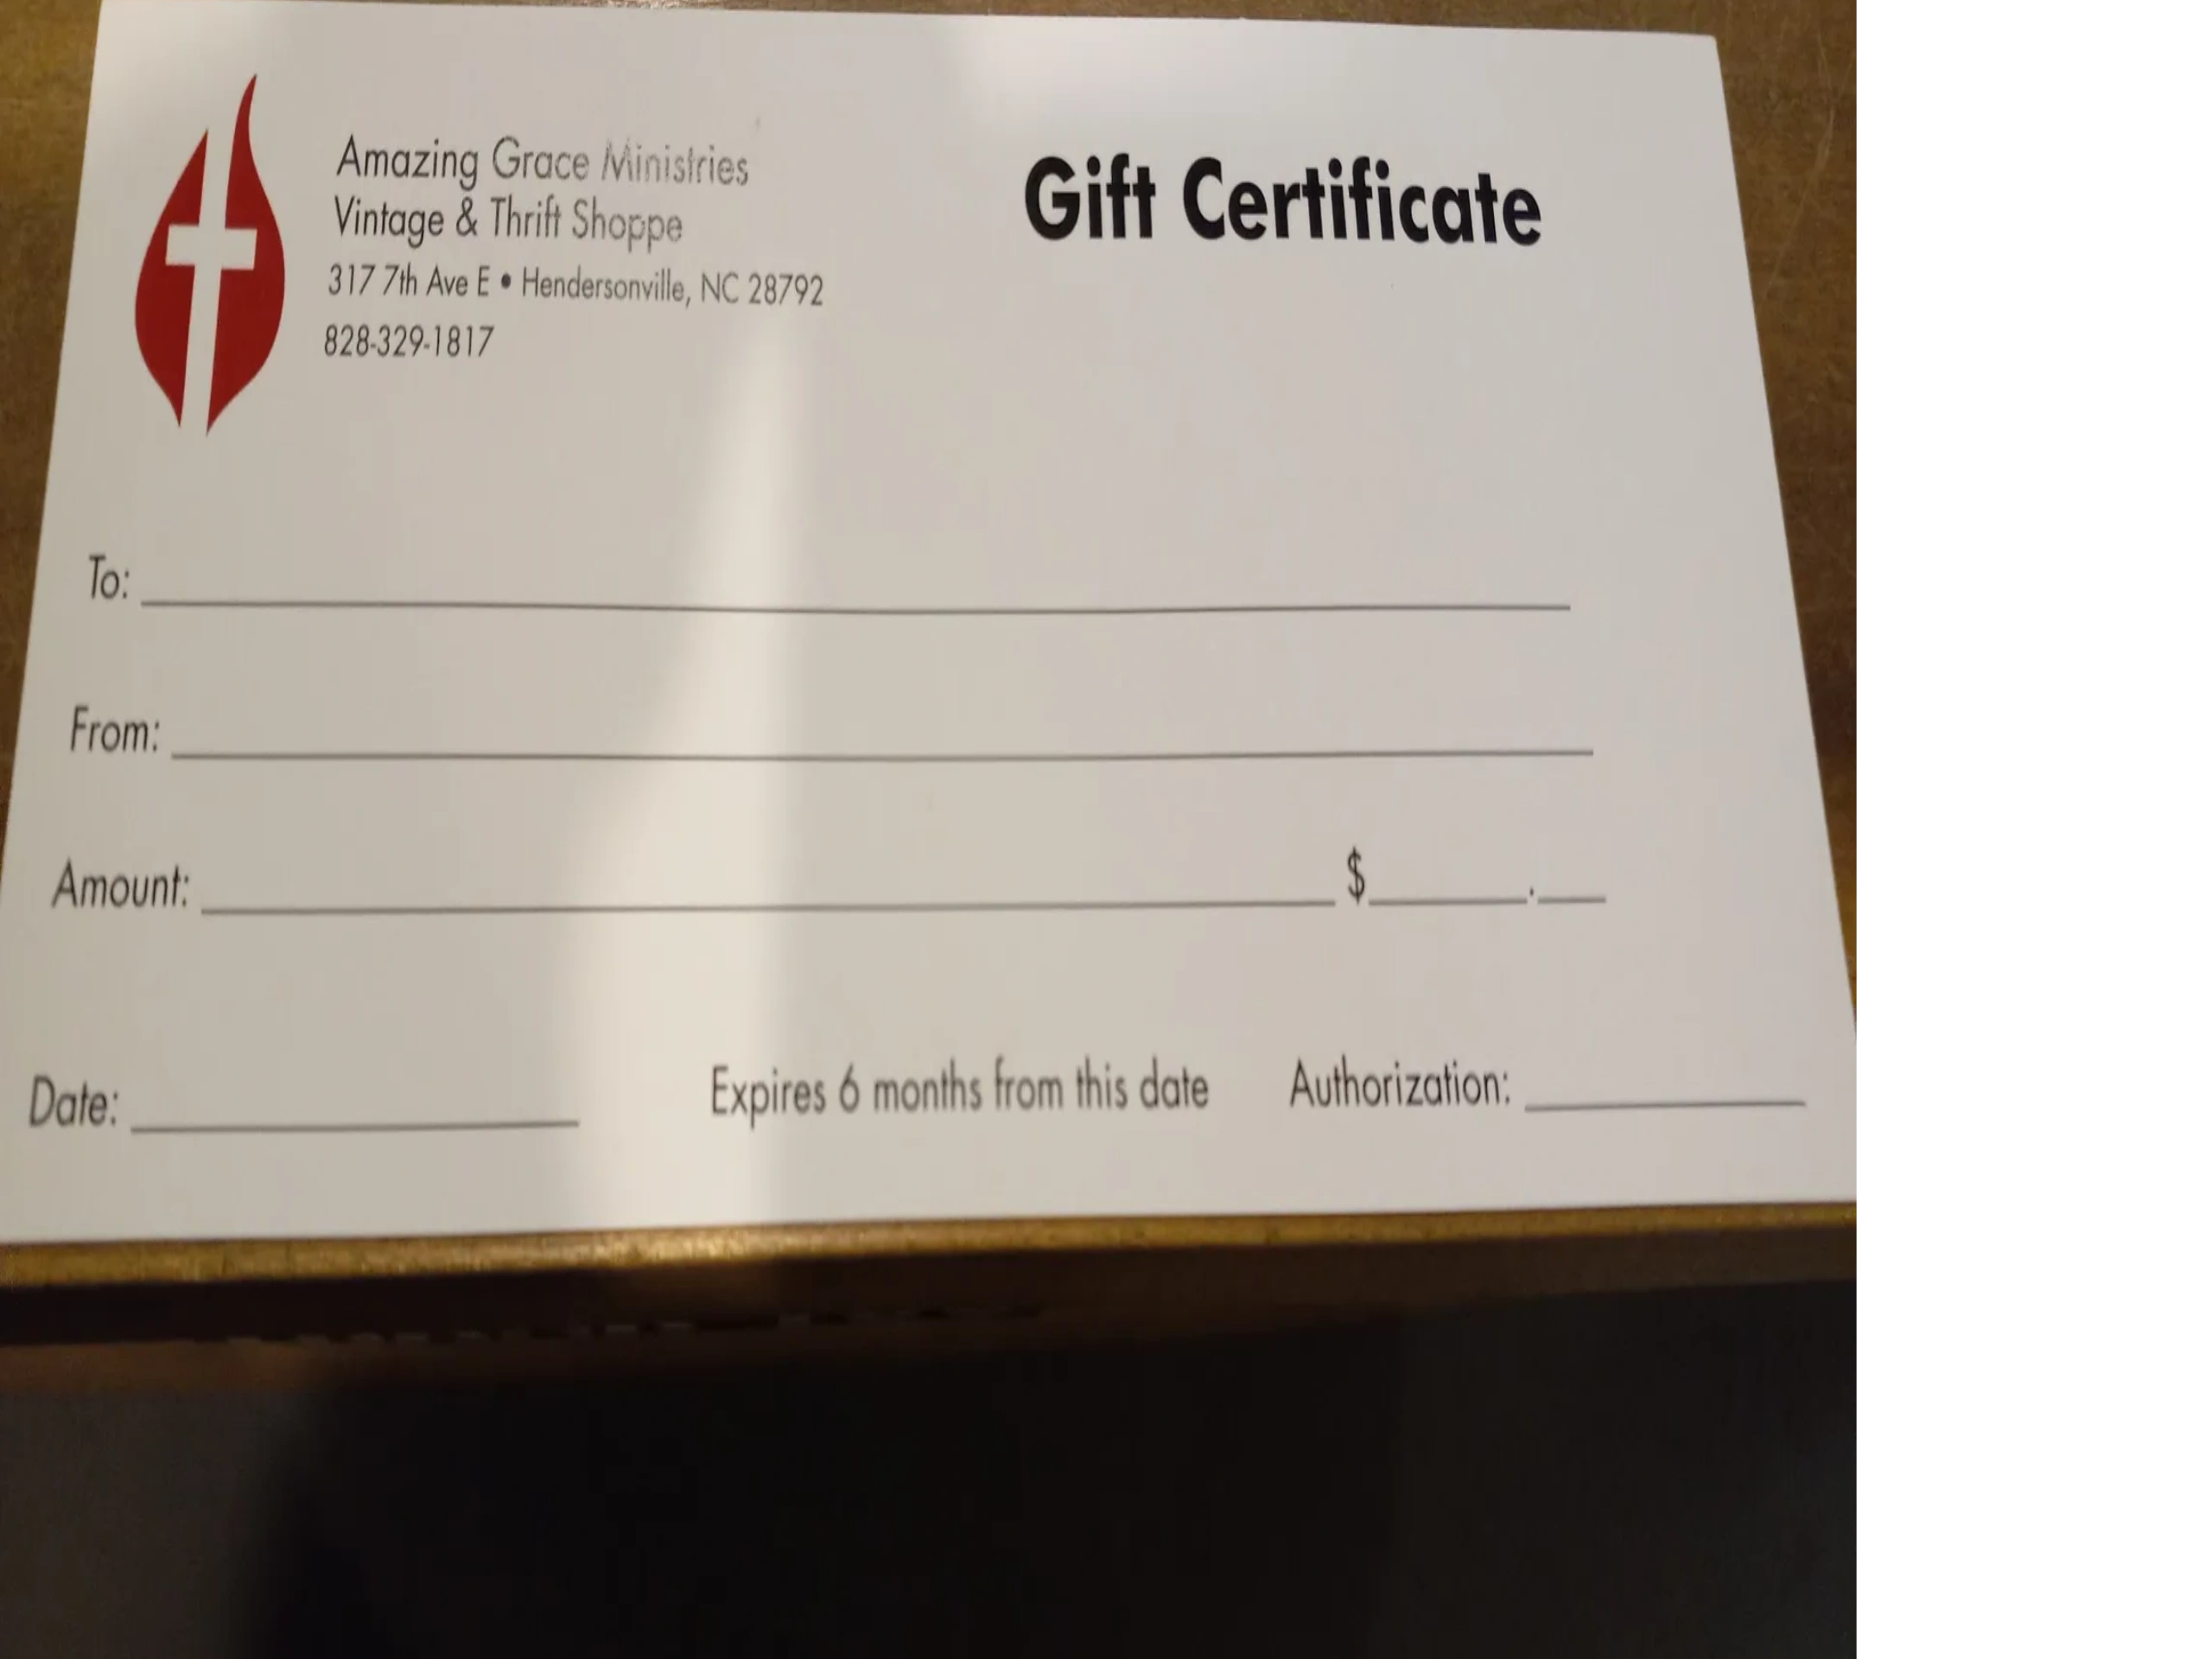 Amazing Grace Ministries
Vintage & Thrift Shoppe
317 7th Ave E • Hendersonville, NC 28792
828-329-1817
Gift Certificate
To:
From:
Amount: $ .
Date: Expires 6 months from this date Authorization: